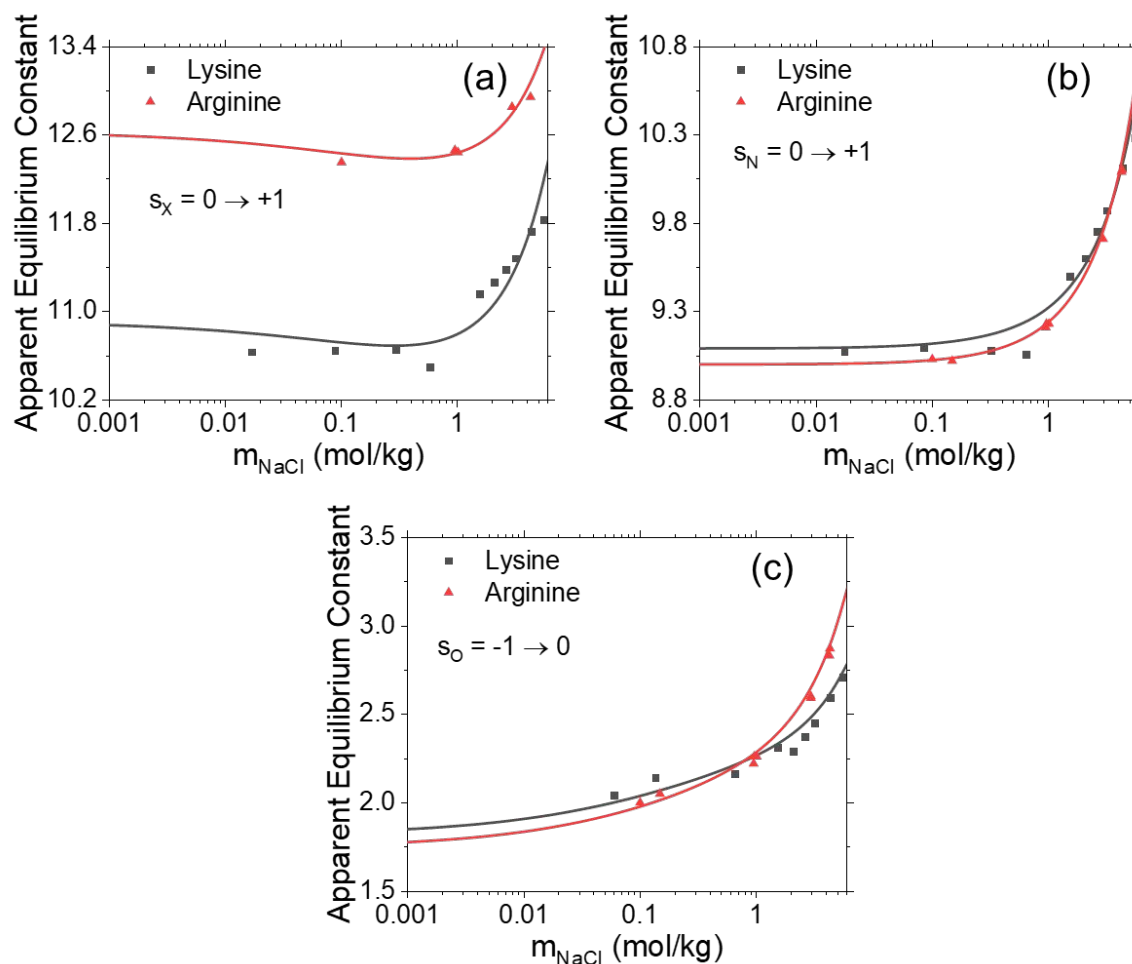 (a)
Lysine
Arginine
s_X = 0 → +1
Apparent Equilibrium Constant
13.4
12.6
11.8
11.0
10.2
0.001
0.01
0.1
1
m_NaCl (mol/kg)
(b)
Lysine
Arginine
s_N = 0 → +1
Apparent Equilibrium Constant
10.8
10.3
9.8
9.3
8.8
0.001
0.01
0.1
1
m_NaCl (mol/kg)
(c)
Lysine
Arginine
s_O = -1 → 0
Apparent Equilibrium Constant
3.5
3.0
2.5
2.0
1.5
0.001
0.01
0.1
1
m_NaCl (mol/kg)